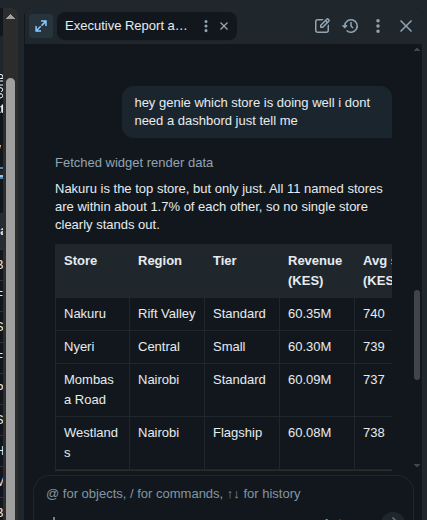 Executive Report a...
hey genie which store is doing well i dont
need a dashbord just tell me
Fetched widget render data
Nakuru is the top store, but only just. All 11 named stores
are within about 1.7% of each other, so no single store
clearly stands out.
Store Region Tier Revenue (KES) Avg (KES
Nakuru Rift Valley Standard 60.35M 740
Nyeri Central Small 60.30M 739
Mombas
a Road Nairobi Standard 60.09M 737
Westland
s Nairobi Flagship 60.08M 738
@ for objects, / for commands, ↑↓ for history